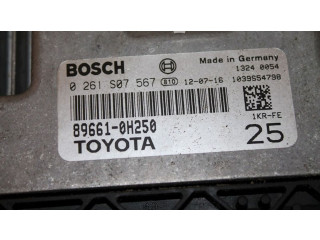 BOSCH
Made in Germany
1324 0054
0 261 S07 567 S10 12-07-16 1039S54798
89661-0H250
1KR-FE
TOYOTA
25